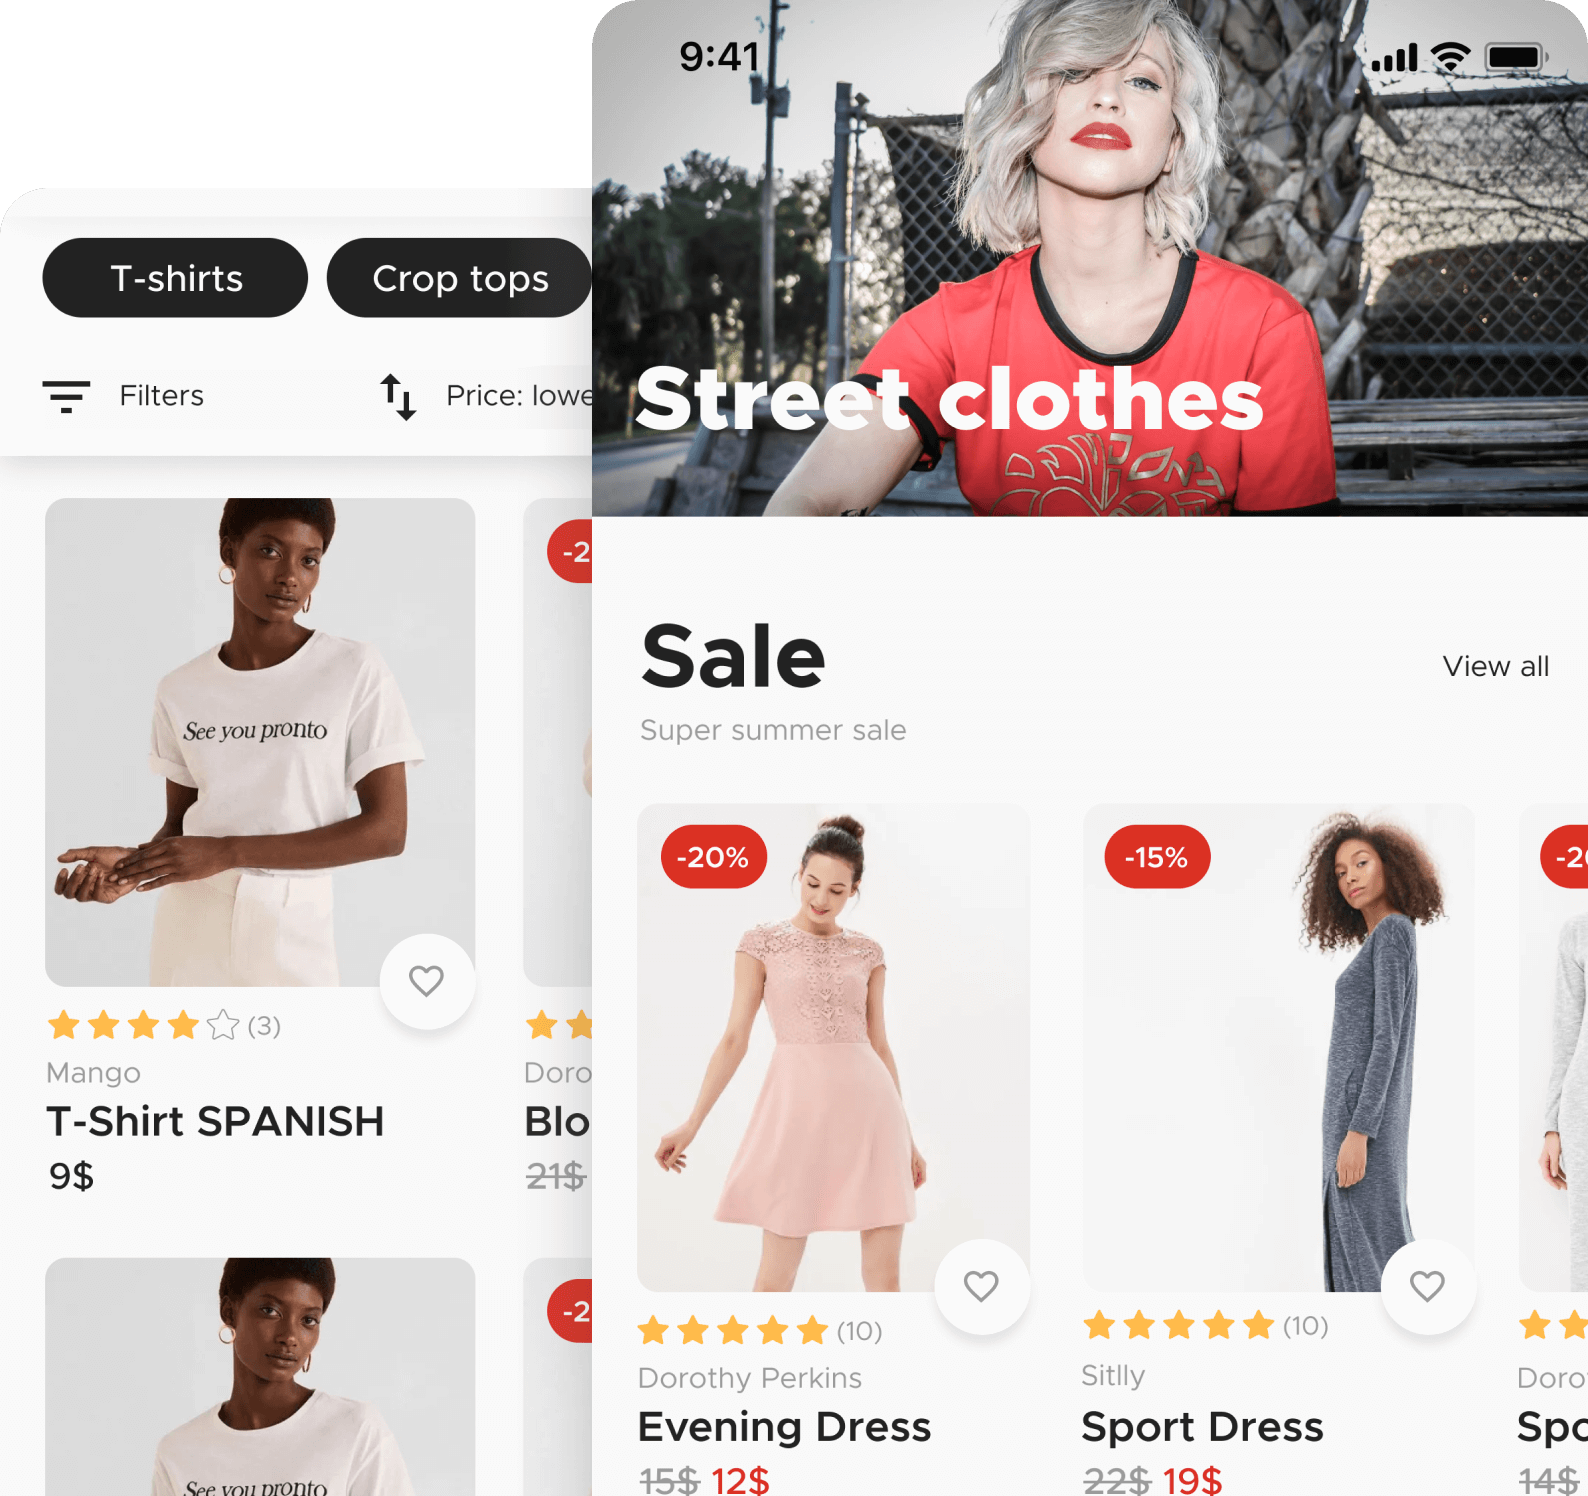 9:41
T-shirts
Crop tops
Filters
Price: lowe
-2
See you pronto
(3)
Mango
T-Shirt SPANISH
9$
Doro
Blo
21$
-2
See you pronto
Street clothes
Sale
View all
Super summer sale
-20%
-15%
-20
(10)
Dorothy Perkins
Evening Dress
15$ 12$
(10)
Sitlly
Sport Dress
22$ 19$
Doro
Spo
14$